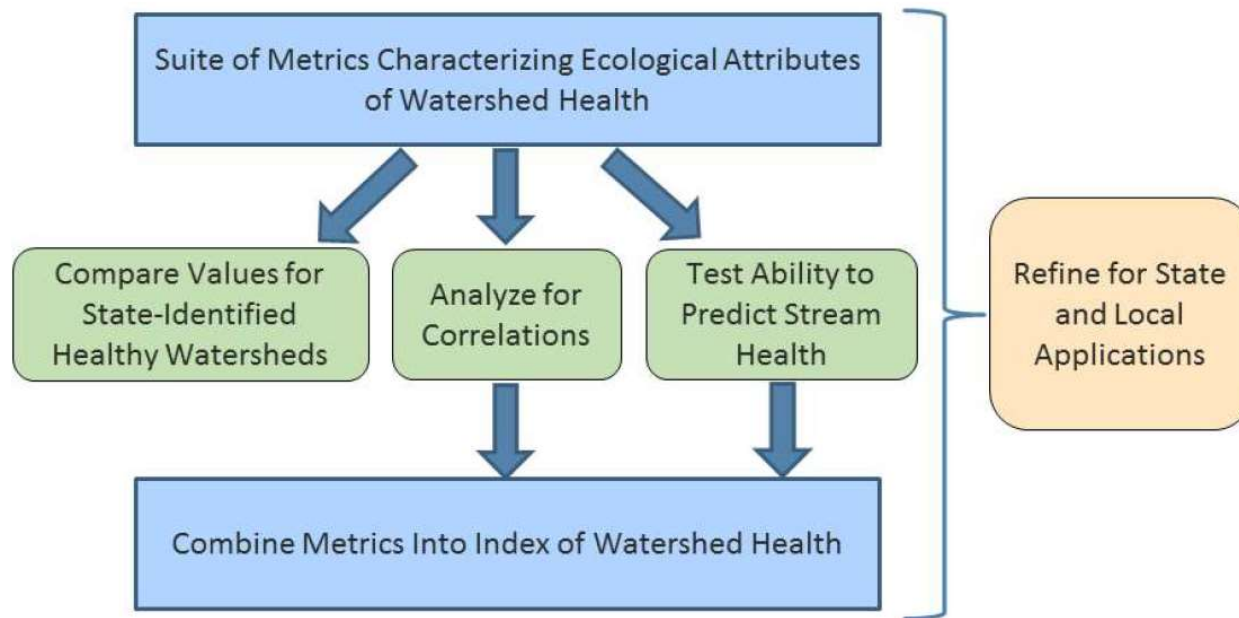 Suite of Metrics Characterizing Ecological Attributes
of Watershed Health
Compare Values for
State-Identified
Healthy Watersheds
Analyze for
Correlations
Test Ability to
Predict Stream
Health
Refine for State
and Local
Applications
Combine Metrics Into Index of Watershed Health